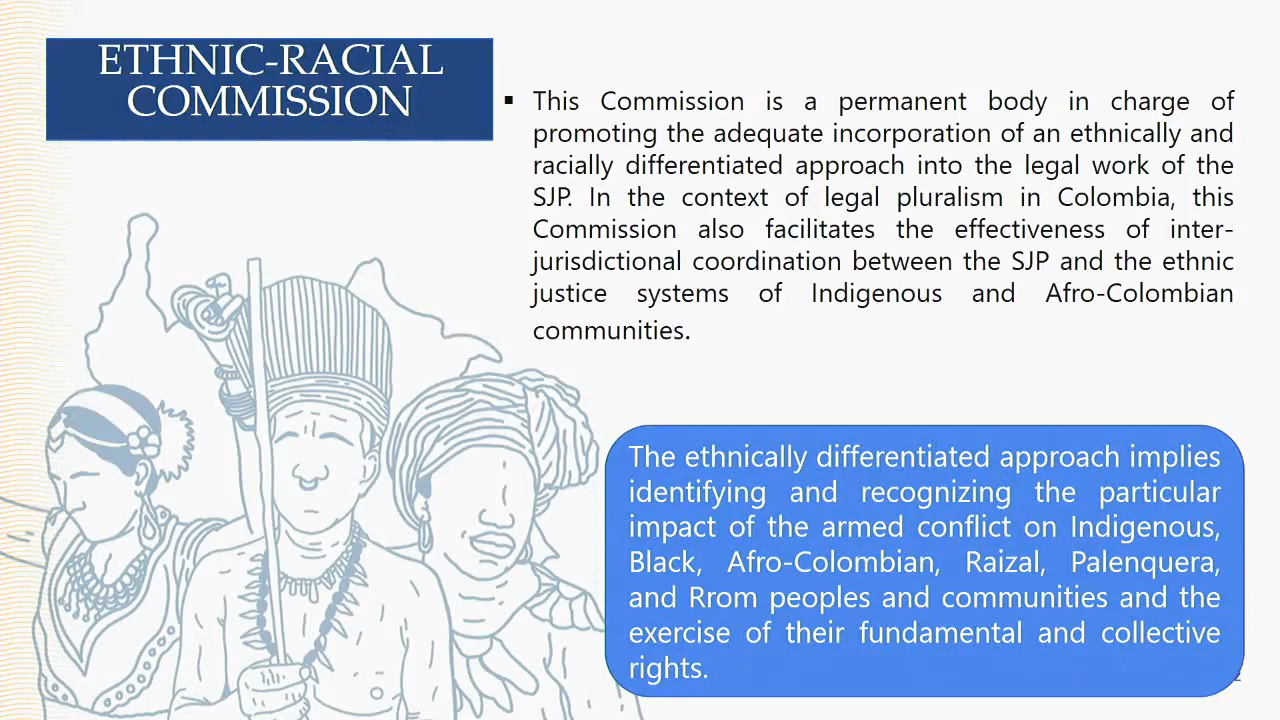 ETHNIC-RACIAL
COMMISSION
▪ This Commission is a permanent body in charge of
promoting the adequate incorporation of an ethnically and
racially differentiated approach into the legal work of the
SJP. In the context of legal pluralism in Colombia, this
Commission also facilitates the effectiveness of inter-
jurisdictional coordination between the SJP and the ethnic
justice systems of Indigenous and Afro-Colombian
communities.
The ethnically differentiated approach implies
identifying and recognizing the particular
impact of the armed conflict on Indigenous,
Black, Afro-Colombian, Raizal, Palenquera,
and Rrom peoples and communities and the
exercise of their fundamental and collective
rights.